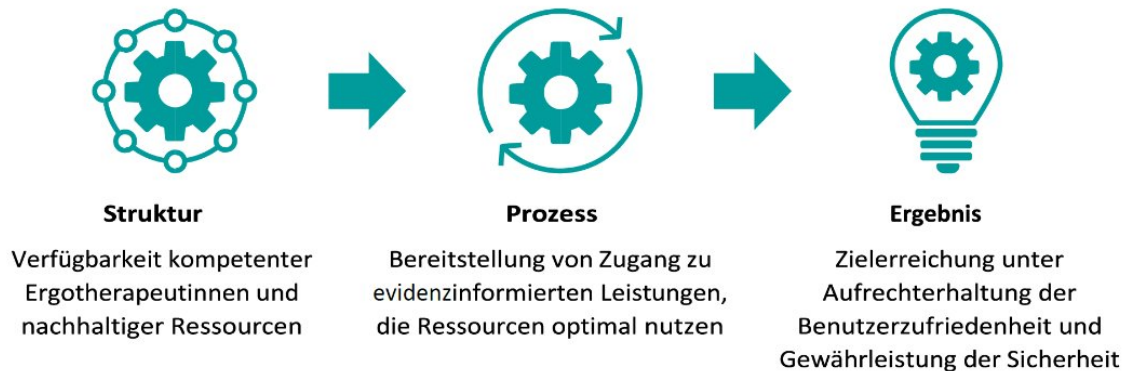 Struktur
Verfügbarkeit kompetenter
Ergotherapeutinnen und
nachhaltiger Ressourcen
Prozess
Bereitstellung von Zugang zu
evidenzinformierten Leistungen,
die Ressourcen optimal nutzen
Ergebnis
Zielerreichung unter
Aufrechterhaltung der
Benutzerzufriedenheit und
Gewährleistung der Sicherheit